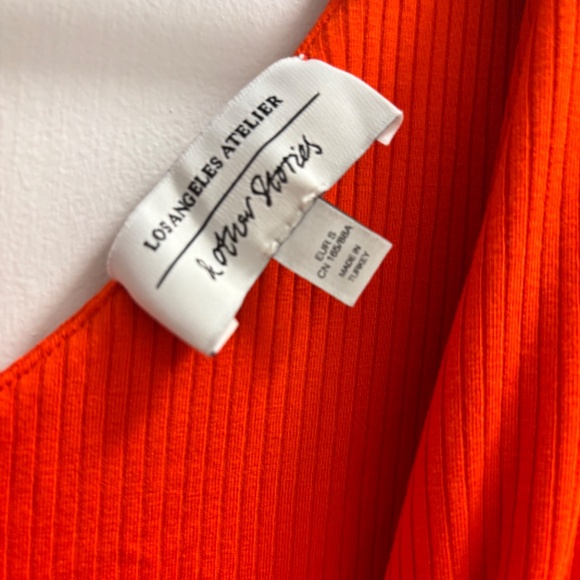 LOS ANGELES ATELIER
& Other Stories
EUR S
CN 165/88A
MADE IN
TURKEY